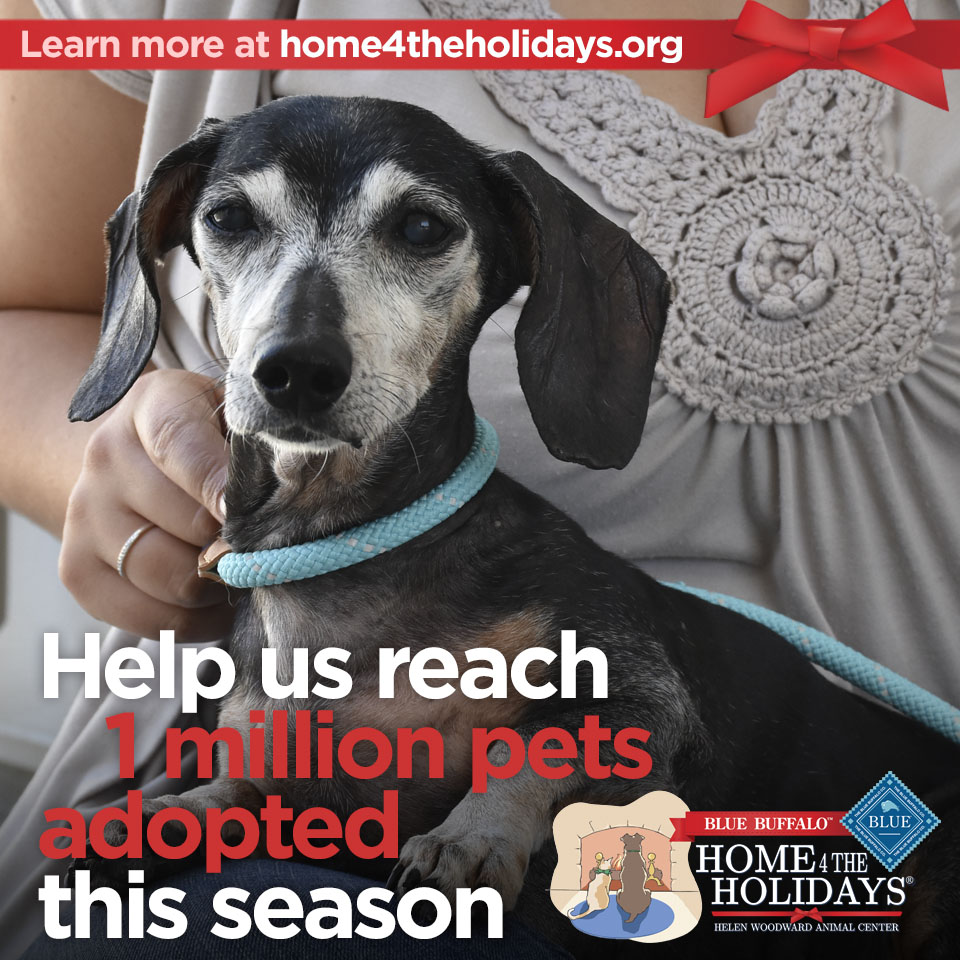 Learn more at home4theholidays.org
Help us reach
1 million pets
adopted
this season
BLUE BUFFALO™
BLUE
HOME 4 THE
HOLIDAYS®
HELEN WOODWARD ANIMAL CENTER